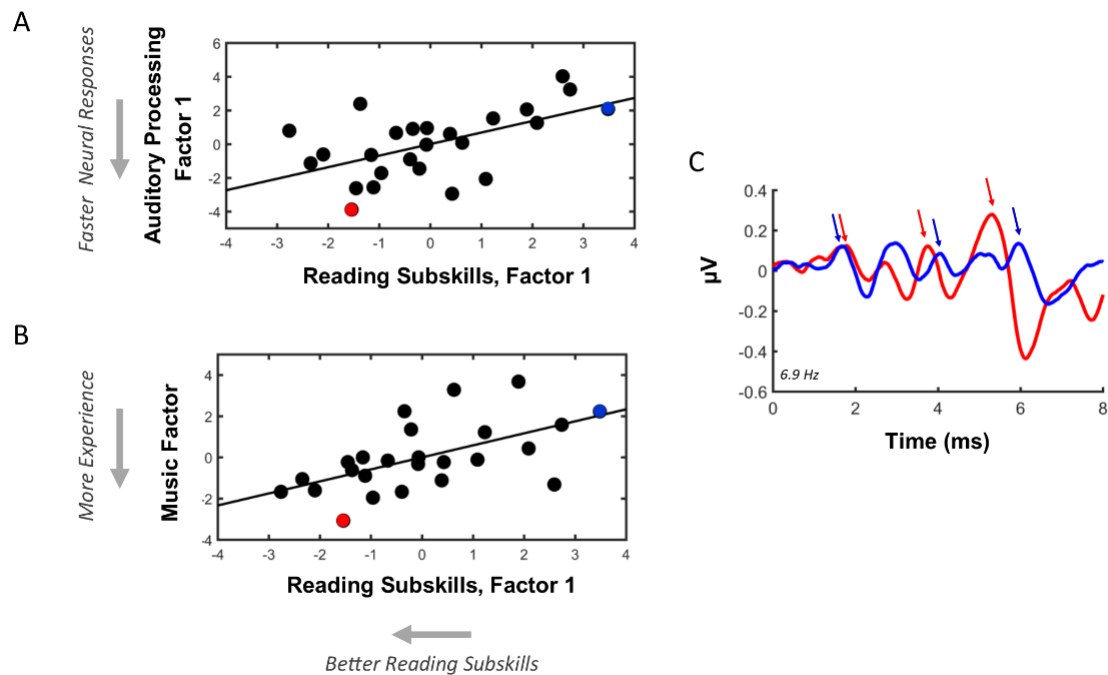 A
Faster Neural Responses
Auditory Processing
Factor 1
6
4
2
0
-2
-4
-4
-3
-2
-1
0
1
2
3
4
Reading Subskills, Factor 1
B
More Experience
Music Factor
4
2
0
-2
-4
-4
-3
-2
-1
0
1
2
3
4
Reading Subskills, Factor 1
Better Reading Subskills
C
µV
0.4
0.2
0
-0.2
-0.4
-0.6
6.9 Hz
0
2
4
6
8
Time (ms)